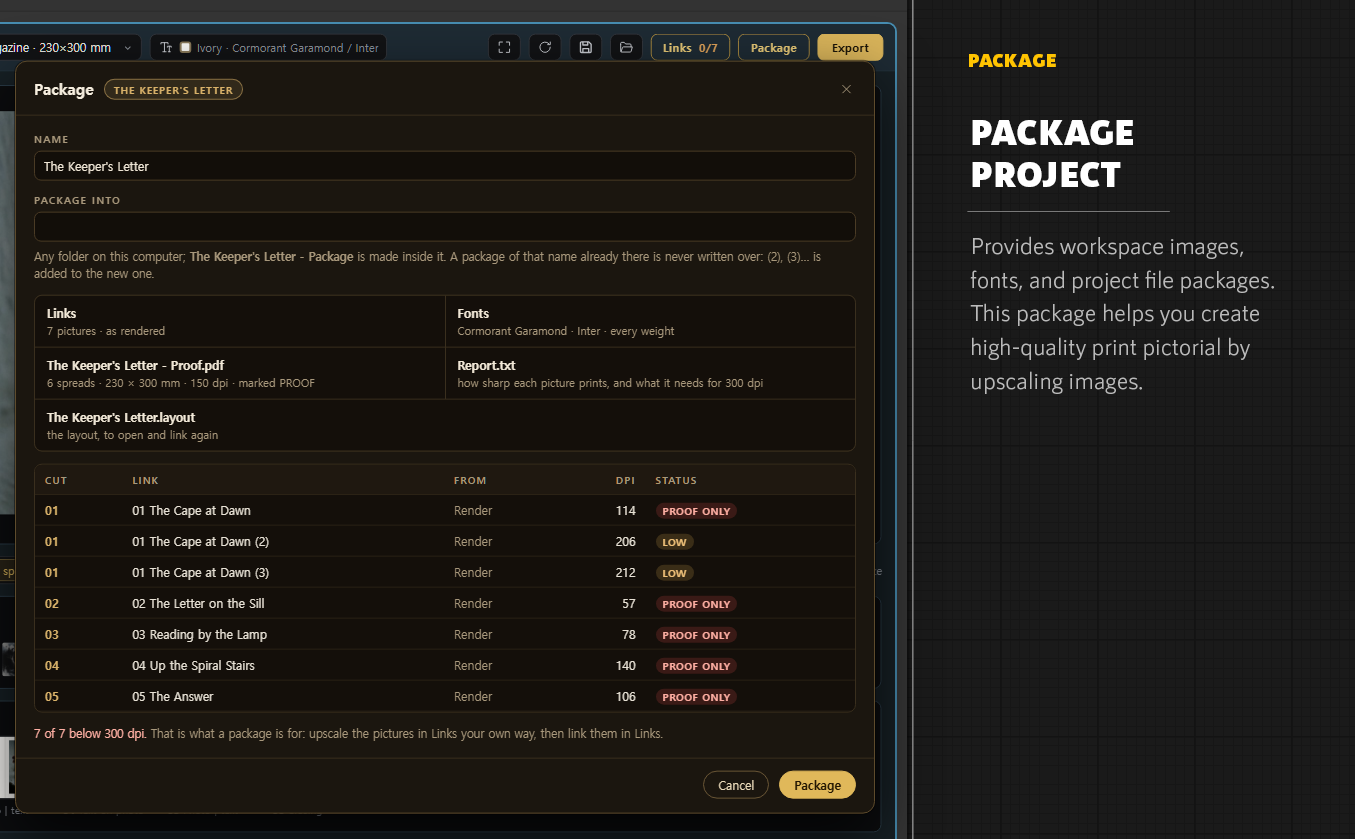 azine · 230×300 mm
Tt Ivory · Cormorant Garamond / Inter
Links 0/7
Package
Export
Package
THE KEEPER'S LETTER
NAME
The Keeper's Letter
PACKAGE INTO
Any folder on this computer; The Keeper's Letter - Package is made inside it. A package of that name already there is never written over: (2), (3)... is
added to the new one.
Links
7 pictures · as rendered
Fonts
Cormorant Garamond · Inter · every weight
The Keeper's Letter - Proof.pdf
6 spreads · 230 × 300 mm · 150 dpi · marked PROOF
Report.txt
how sharp each picture prints, and what it needs for 300 dpi
The Keeper's Letter.layout
the layout, to open and link again
CUT LINK FROM DPI STATUS
01 01 The Cape at Dawn Render 114 PROOF ONLY
01 01 The Cape at Dawn (2) Render 206 LOW
01 01 The Cape at Dawn (3) Render 212 LOW
02 02 The Letter on the Sill Render 57 PROOF ONLY
03 03 Reading by the Lamp Render 78 PROOF ONLY
04 04 Up the Spiral Stairs Render 140 PROOF ONLY
05 05 The Answer Render 106 PROOF ONLY
7 of 7 below 300 dpi. That is what a package is for: upscale the pictures in Links your own way, then link them in Links.
Cancel
Package
sp
PACKAGE
PACKAGE
PROJECT
Provides workspace images,
fonts, and project file packages.
This package helps you create
high-quality print pictorial by
upscaling images.